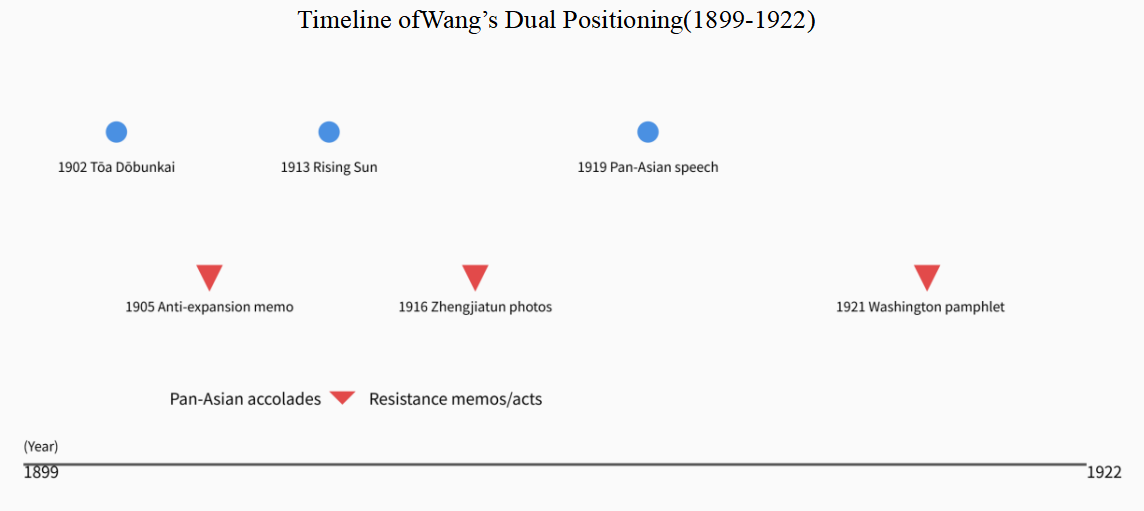 Timeline ofWang’s Dual Positioning(1899-1922)
1902 Tōa Dōbunkai
1913 Rising Sun
1919 Pan-Asian speech
1905 Anti-expansion memo
1916 Zhengjiatun photos
1921 Washington pamphlet
Pan-Asian accolades
Resistance memos/acts
(Year)
1899
1922